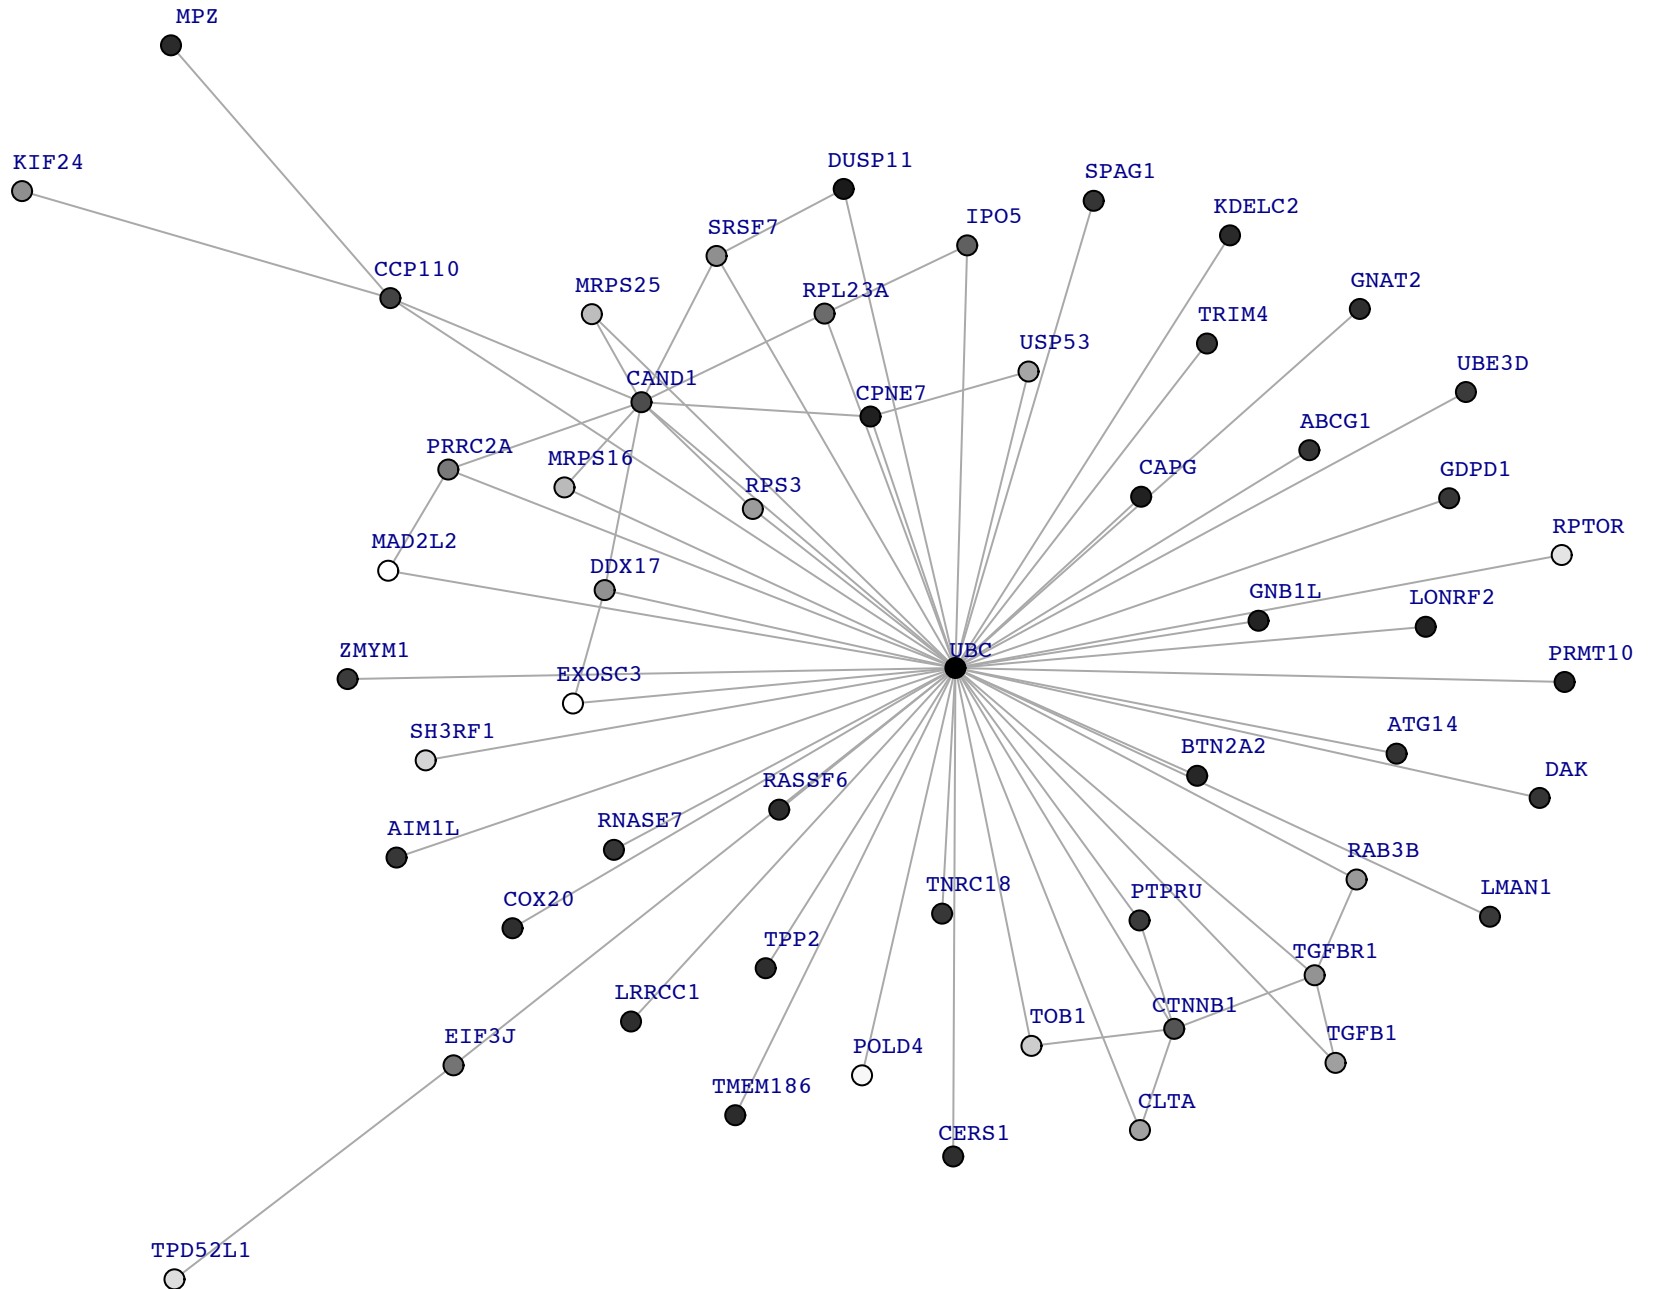 MPZ
KIF24
DUSP11
SPAG1
KDELC2
IPO5
SRSF7
CCP110
MRPS25
RPL23A
GNAT2
TRIM4
USP53
UBE3D
CAND1
CPNE7
ABCG1
PRRC2A
MRPS16
CAPG
GDPD1
RPS3
RPTOR
MAD2L2
DDX17
GNB1L
LONRF2
UBC
ZMYM1
PRMT10
EXOSC3
SH3RF1
ATG14
BTN2A2
DAK
RASSF6
RNASE7
AIM1L
RAB3B
TNRC18
PTPRU
LMAN1
COX20
TPP2
TGFBR1
LRRCC1
CTNNB1
TOB1
EIF3J
TGFB1
POLD4
TMEM186
CLTA
CERS1
TPD52L1